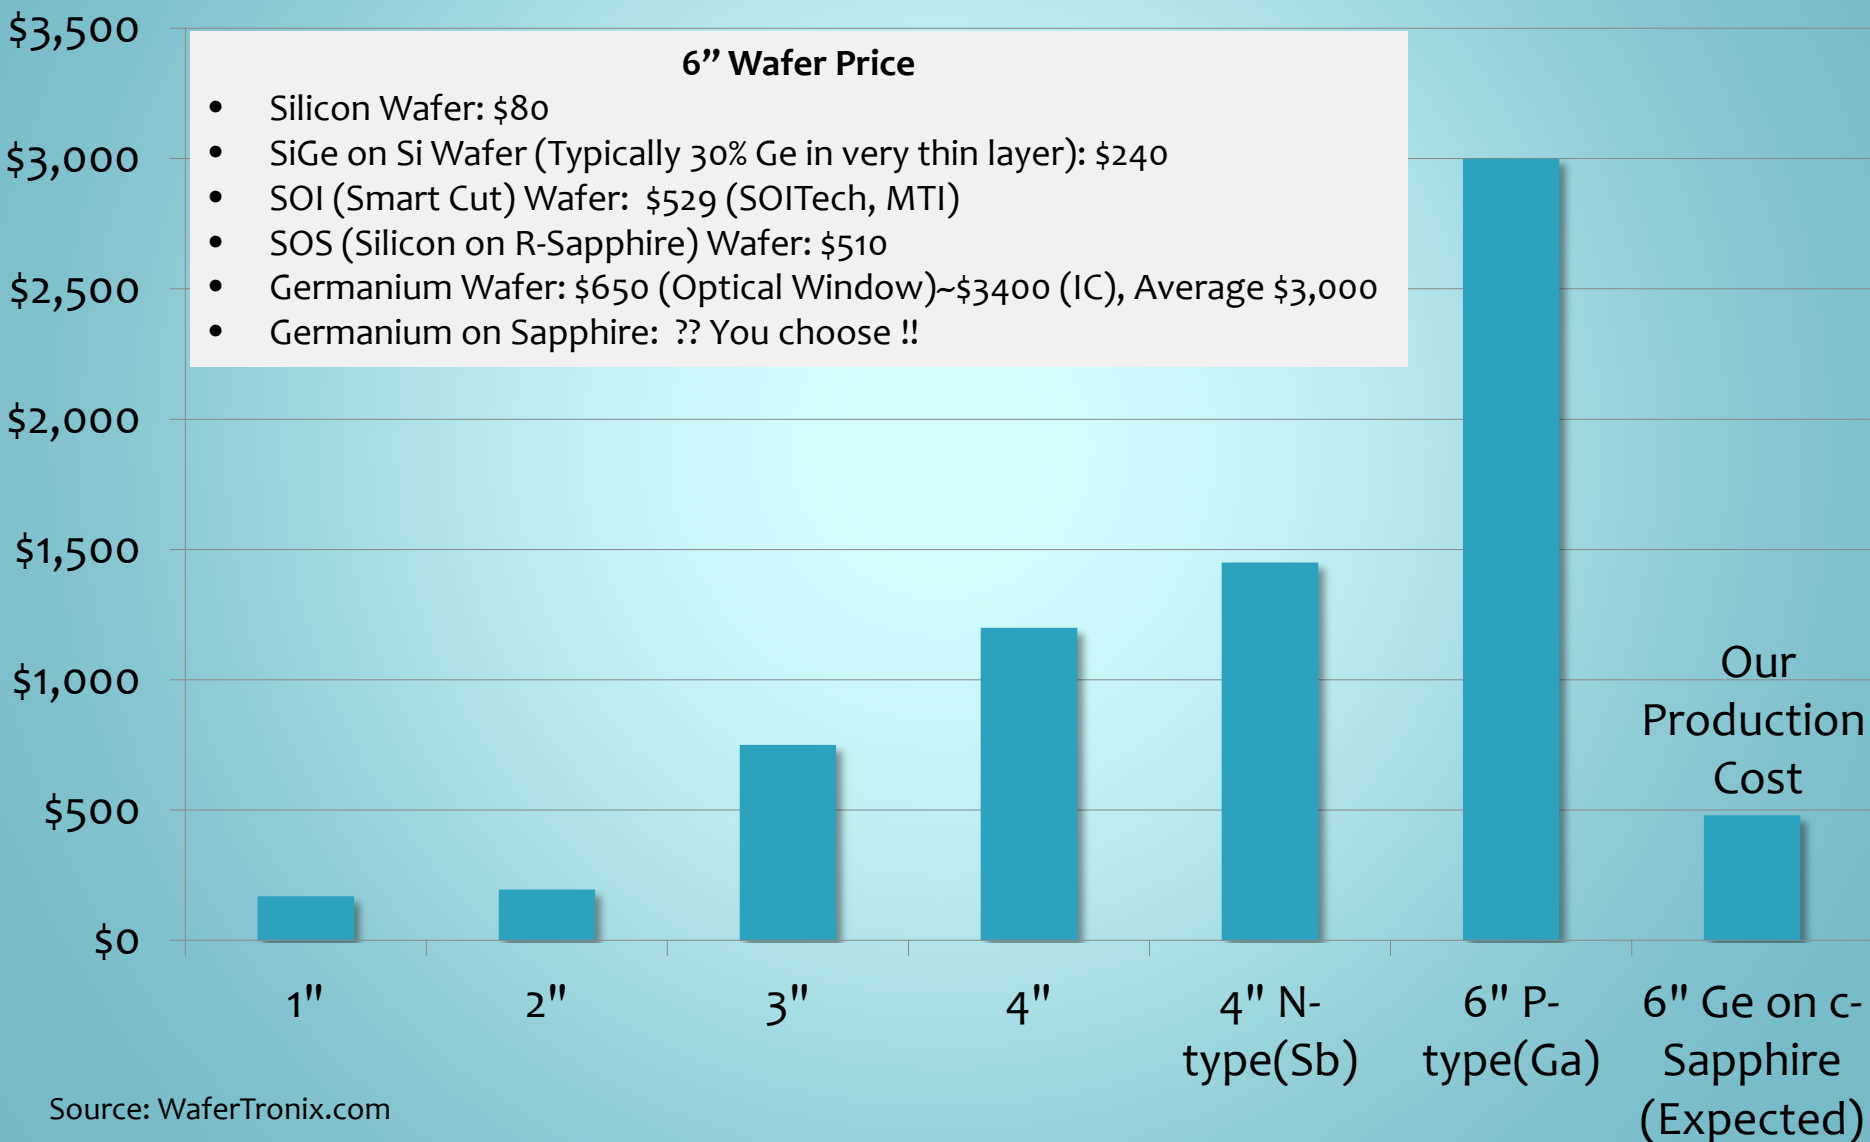 $3,500
$3,000
$2,500
$2,000
$1,500
$1,000
$500
$0
6” Wafer Price
• Silicon Wafer: $80
• SiGe on Si Wafer (Typically 30% Ge in very thin layer): $240
• SOI (Smart Cut) Wafer:  $529 (SOITech, MTI)
• SOS (Silicon on R-Sapphire) Wafer: $510
• Germanium Wafer: $650 (Optical Window)~$3400 (IC), Average $3,000
• Germanium on Sapphire:  ?? You choose !!
Our
Production
Cost
1"
2"
3"
4"
4" N-
type(Sb)
6" P-
type(Ga)
6" Ge on c-
Sapphire
(Expected)
Source: WaferTronix.com